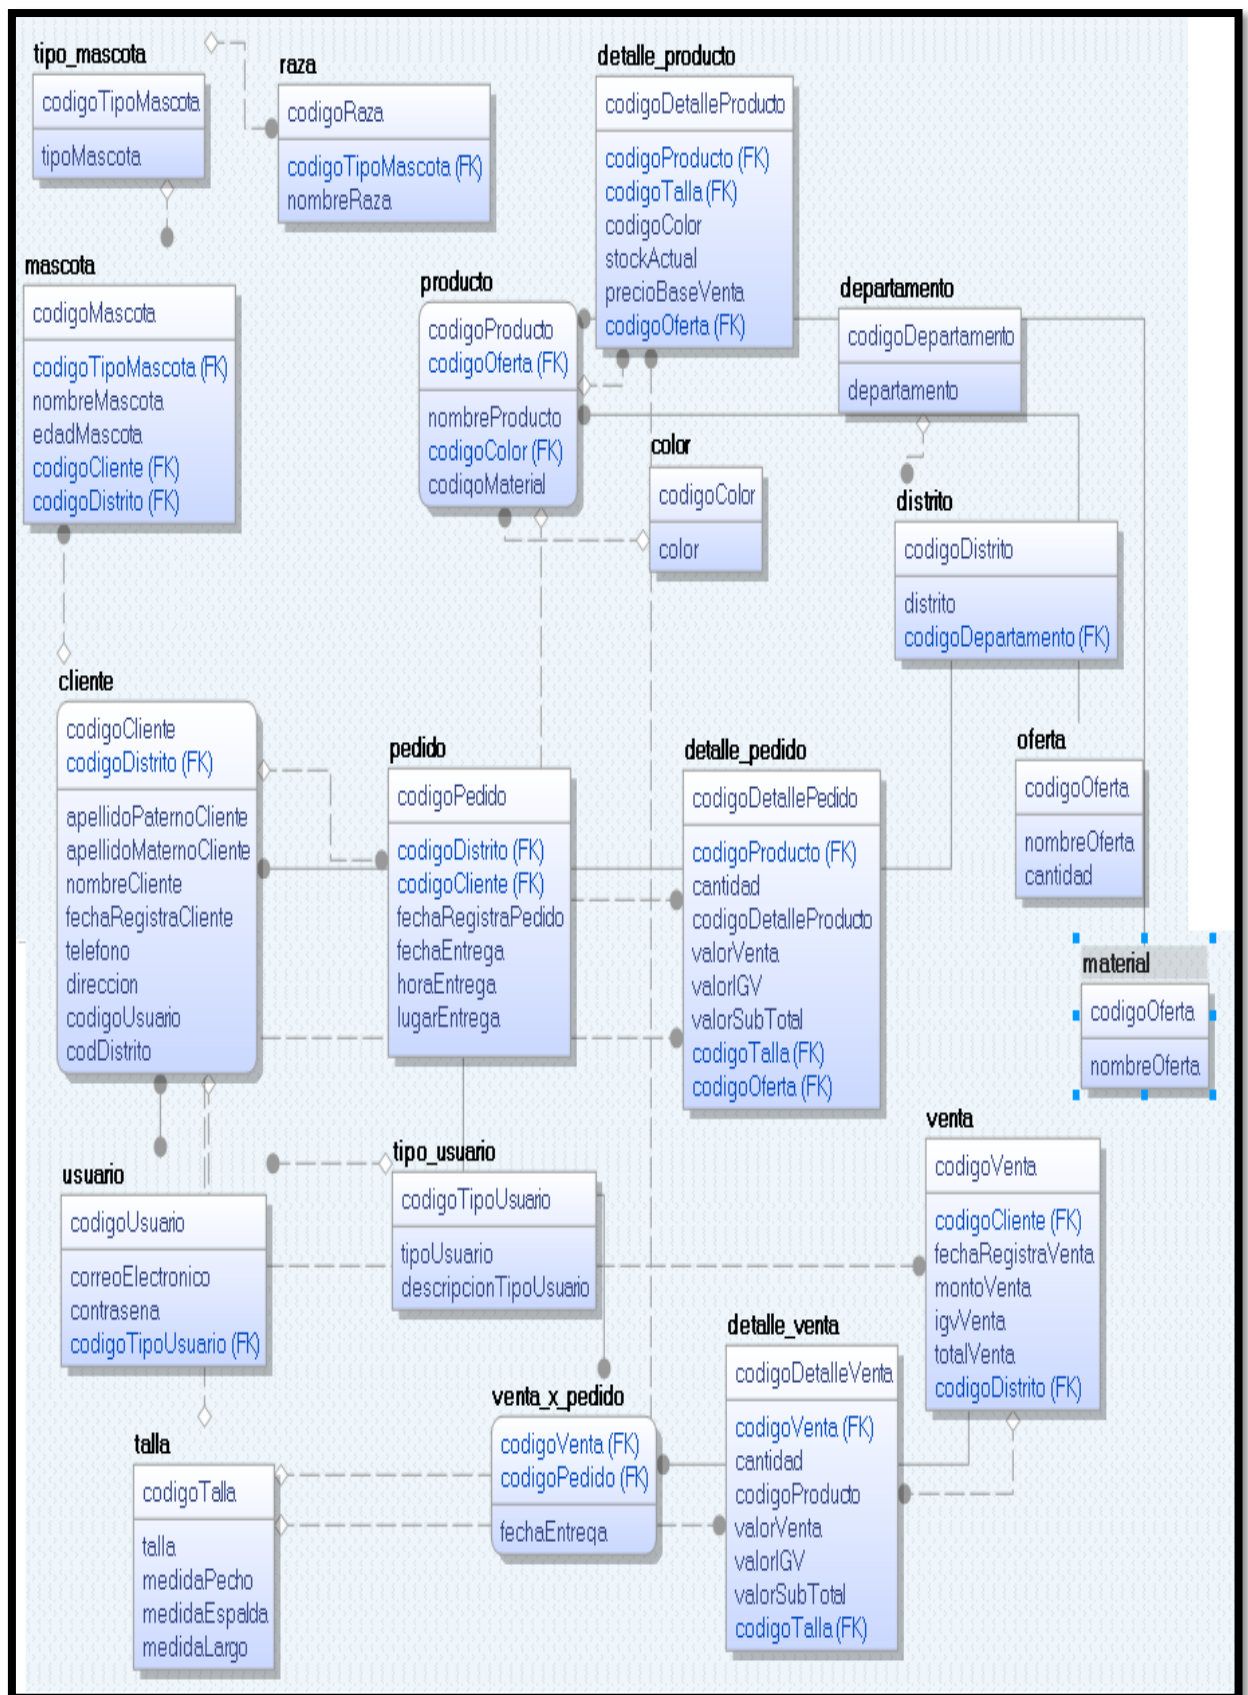 tipo_mascota
codigoTipoMascota
tipoMascota
raza
codigoRaza
codigoTipoMascota (FK)
nombreRaza
detalle_producto
codigoDetalleProducto
codigoProducto (FK)
codigoTalla (FK)
codigoColor
stockActual
precioBaseVenta
codigoOferta (FK)
mascota
codigoMascota
codigoTipoMascota (FK)
nombreMascota
edadMascota
codigoCliente (FK)
codigoDistrito (FK)
producto
codigoProducto
codigoOferta (FK)
nombreProducto
codigoColor (FK)
codigoMaterial
departamento
codigoDepartamento
departamento
color
codigoColor
color
distrito
codigoDistrito
distrito
codigoDepartamento (FK)
cliente
codigoCliente
codigoDistrito (FK)
apellidoPaternoCliente
apellidoMaternoCliente
nombreCliente
fechaRegistraCliente
telefono
direccion
codigoUsuario
codDistrito
pedido
codigoPedido
codigoDistrito (FK)
codigoCliente (FK)
fechaRegistraPedido
fechaEntrega
horaEntrega
lugarEntrega
detalle_pedido
codigoDetallePedido
codigoProducto (FK)
cantidad
codigoDetalleProducto
valorVenta
valorIGV
valorSubTotal
codigoTalla (FK)
codigoOferta (FK)
oferta
codigoOferta
nombreOferta
cantidad
material
codigoOferta
nombreOferta
usuario
codigoUsuario
correoElectronico
contrasena
codigoTipoUsuario (FK)
tipo_usuario
codigoTipoUsuario
tipoUsuario
descripcionTipoUsuario
venta
codigoVenta
codigoCliente (FK)
fechaRegistraVenta
montoVenta
igvVenta
totalVenta
codigoDistrito (FK)
talla
codigoTalla
talla
medidaPecho
medidaEspalda
medidaLargo
venta_x_pedido
codigoVenta (FK)
codigoPedido (FK)
fechaEntrega
detalle_venta
codigoDetalleVenta
codigoVenta (FK)
cantidad
codigoProducto
valorVenta
valorIGV
valorSubTotal
codigoTalla (FK)